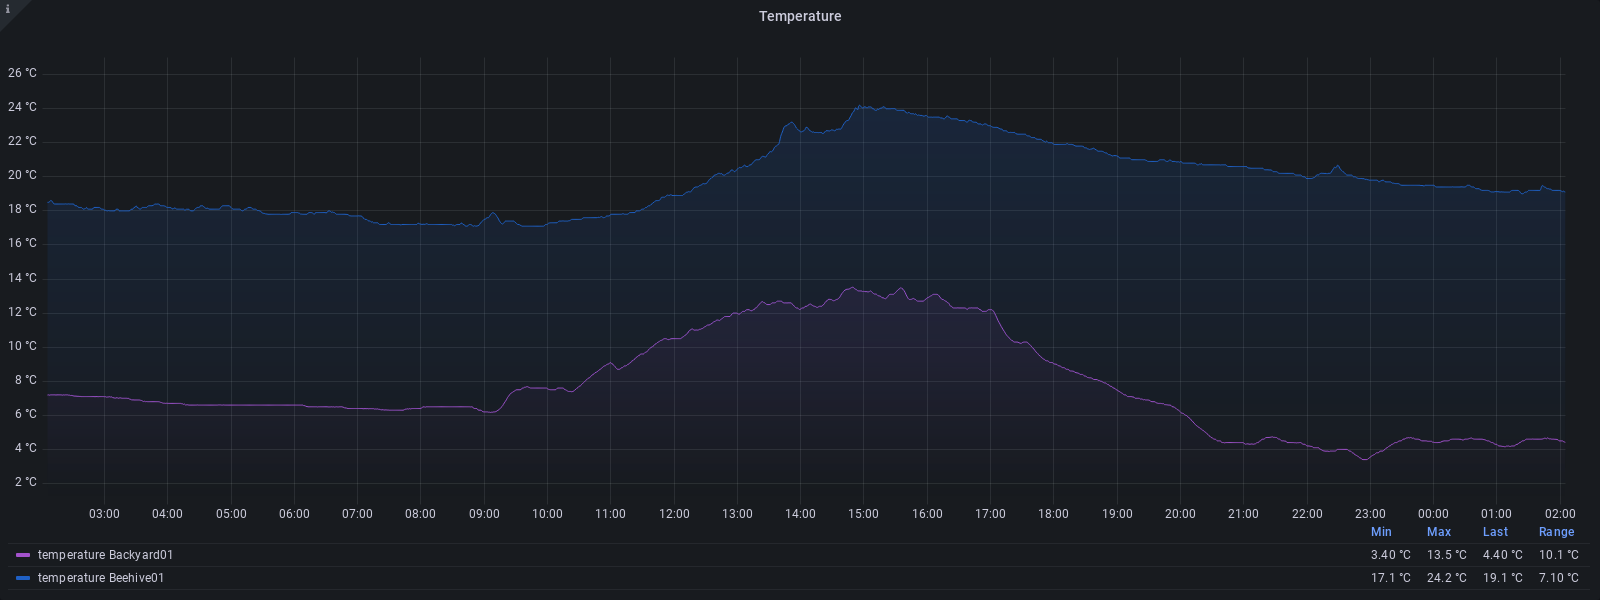 i
Temperature
26 °C
24 °C
22 °C
20 °C
18 °C
16 °C
14 °C
12 °C
10 °C
8 °C
6 °C
4 °C
2 °C
03:00 04:00 05:00 06:00 07:00 08:00 09:00 10:00 11:00 12:00 13:00 14:00 15:00 16:00 17:00 18:00 19:00 20:00 21:00 22:00 23:00 00:00 01:00 02:00
Min Max Last Range
temperature Backyard01 3.40 °C 13.5 °C 4.40 °C 10.1 °C
temperature Beehive01 17.1 °C 24.2 °C 19.1 °C 7.10 °C